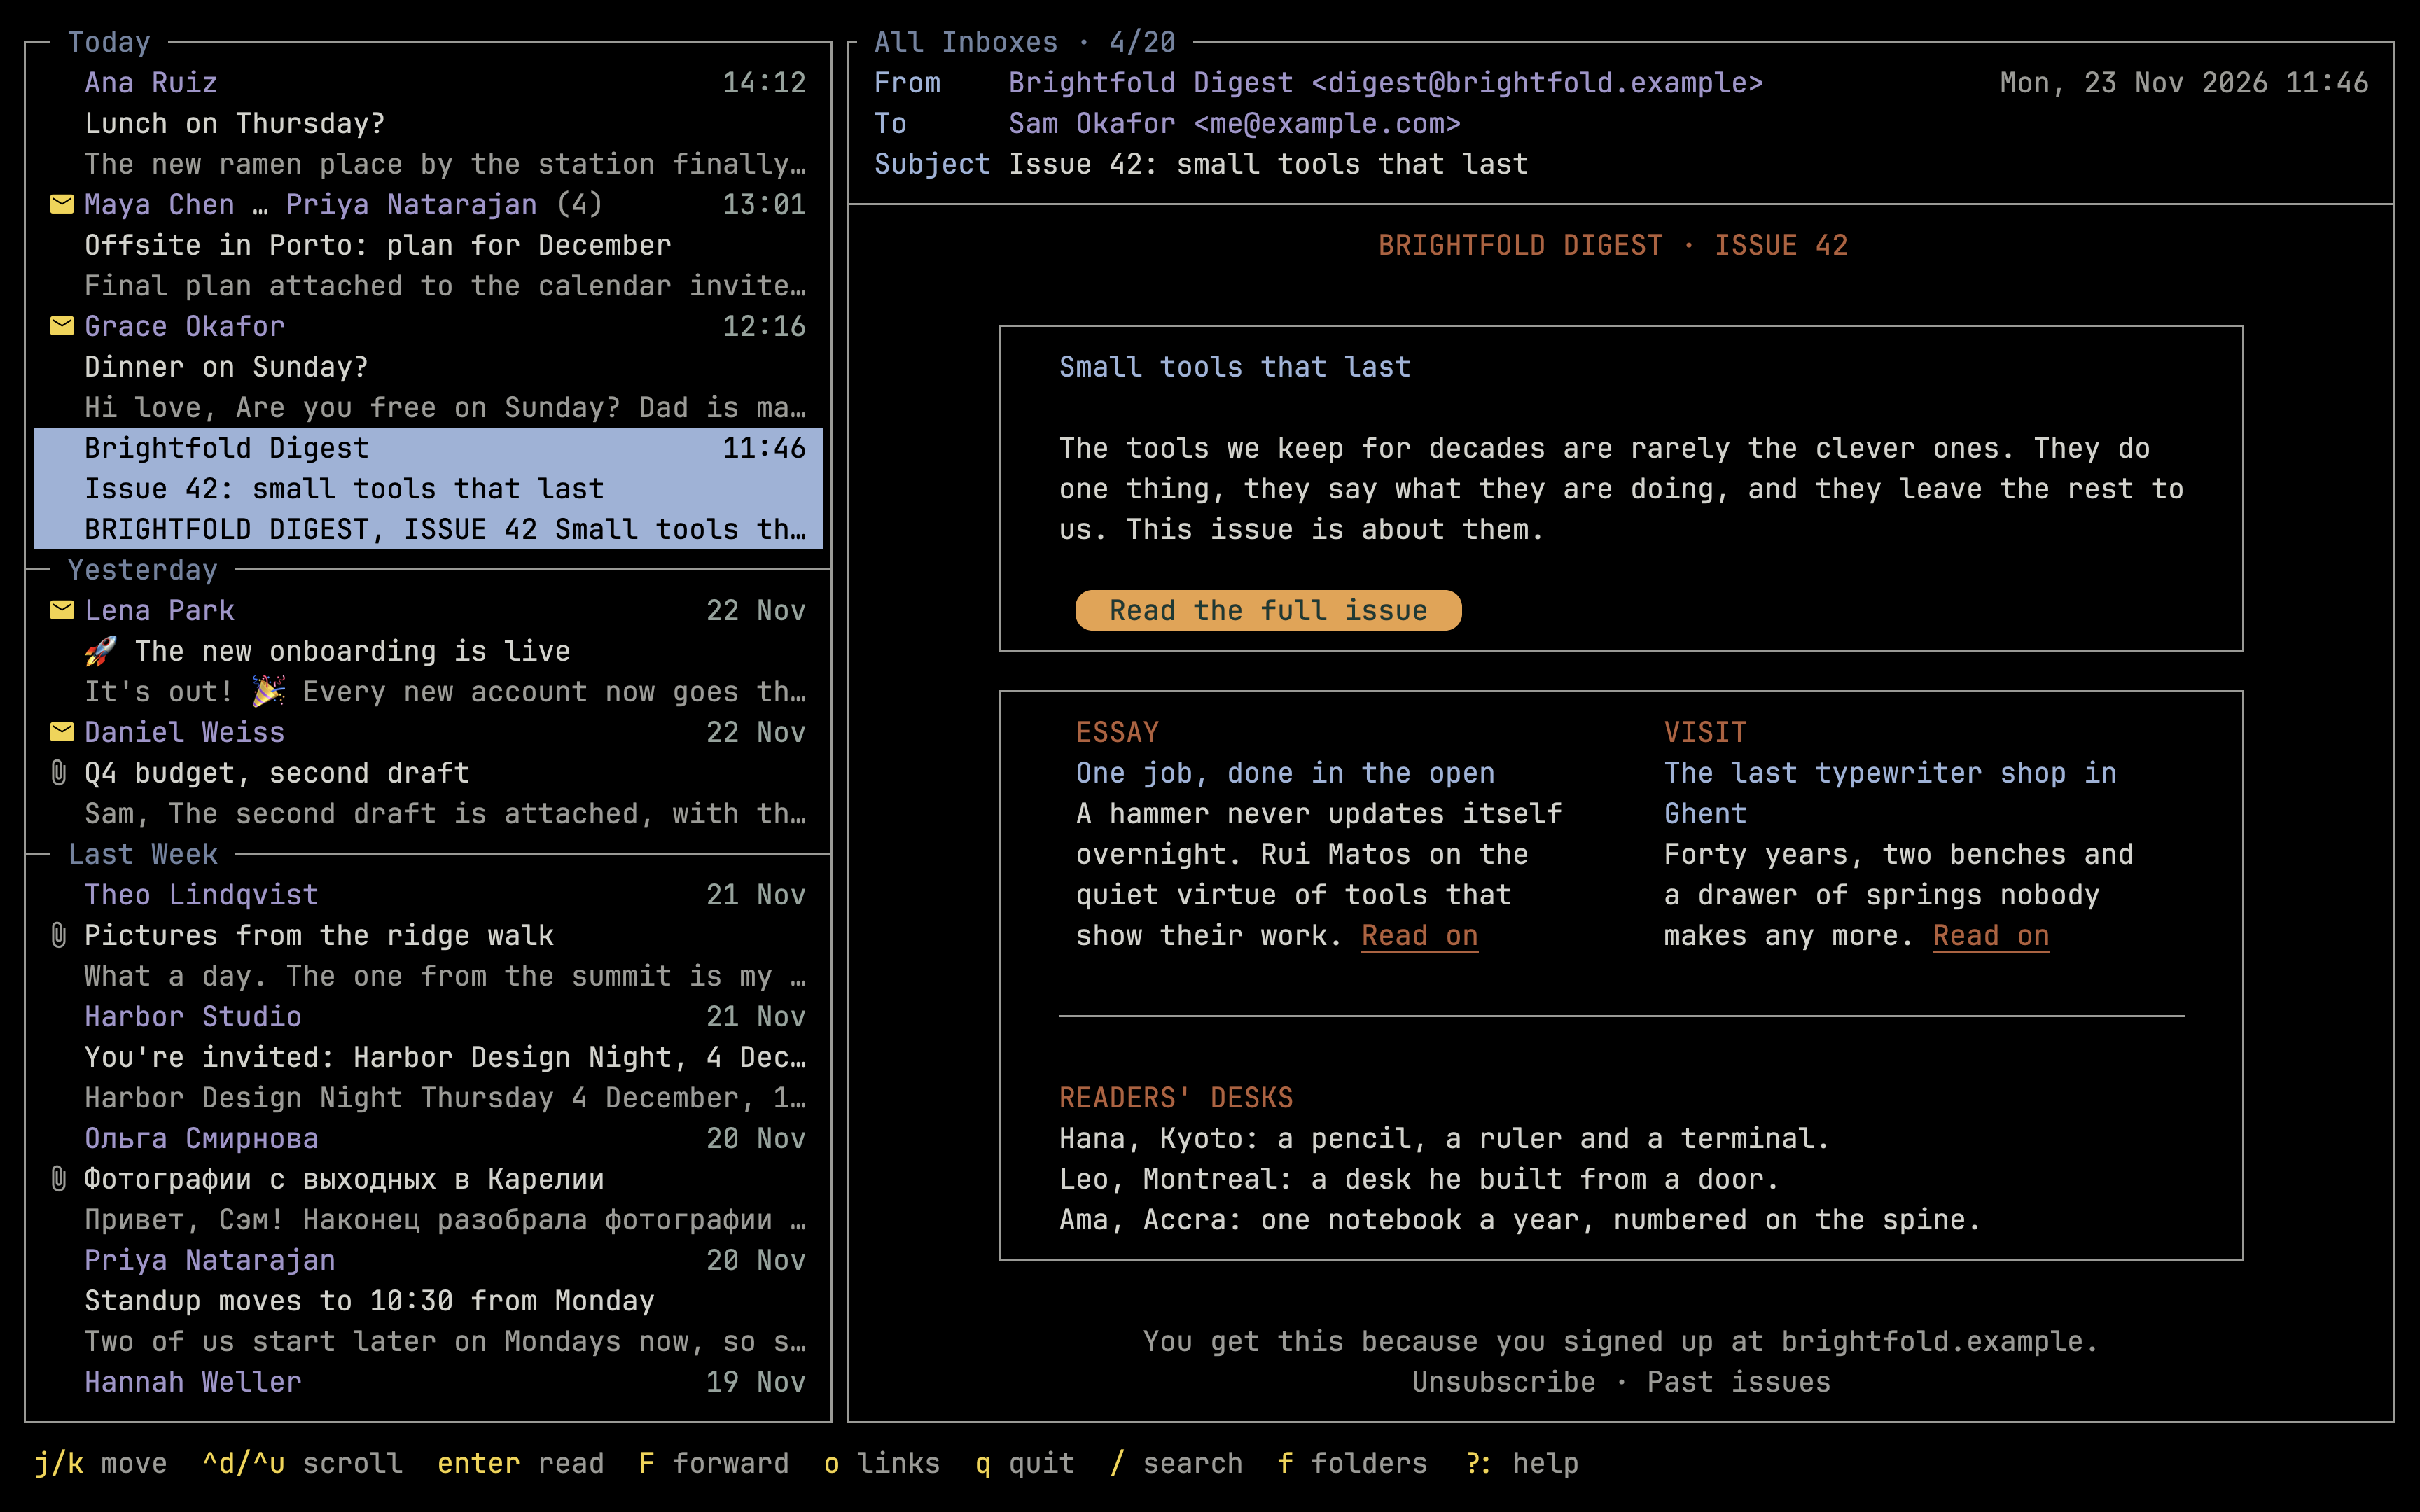 Today
Ana Ruiz 14:12
Lunch on Thursday?
The new ramen place by the station finally…
Maya Chen … Priya Natarajan (4) 13:01
Offsite in Porto: plan for December
Final plan attached to the calendar invite…
Grace Okafor 12:16
Dinner on Sunday?
Hi love, Are you free on Sunday? Dad is ma…
Brightfold Digest 11:46
Issue 42: small tools that last
BRIGHTFOLD DIGEST, ISSUE 42 Small tools th…
Yesterday
Lena Park 22 Nov
🚀 The new onboarding is live
It's out! 🎉 Every new account now goes th…
Daniel Weiss 22 Nov
Q4 budget, second draft
Sam, The second draft is attached, with th…
Last Week
Theo Lindqvist 21 Nov
Pictures from the ridge walk
What a day. The one from the summit is my …
Harbor Studio 21 Nov
You're invited: Harbor Design Night, 4 Dec…
Harbor Design Night Thursday 4 December, 1…
Ольга Смирнова 20 Nov
Фотографии с выходных в Карелии
Привет, Сэм! Наконец разобрала фотографии …
Priya Natarajan 20 Nov
Standup moves to 10:30 from Monday
Two of us start later on Mondays now, so s…
Hannah Weller 19 Nov
All Inboxes · 4/20
From Brightfold Digest <digest@brightfold.example> Mon, 23 Nov 2026 11:46
To Sam Okafor <me@example.com>
Subject Issue 42: small tools that last
BRIGHTFOLD DIGEST · ISSUE 42
Small tools that last
The tools we keep for decades are rarely the clever ones. They do
one thing, they say what they are doing, and they leave the rest to
us. This issue is about them.
Read the full issue
ESSAY
One job, done in the open
A hammer never updates itself
overnight. Rui Matos on the
quiet virtue of tools that
show their work. Read on
VISIT
The last typewriter shop in
Ghent
Forty years, two benches and
a drawer of springs nobody
makes any more. Read on
READERS' DESKS
Hana, Kyoto: a pencil, a ruler and a terminal.
Leo, Montreal: a desk he built from a door.
Ama, Accra: one notebook a year, numbered on the spine.
You get this because you signed up at brightfold.example.
Unsubscribe · Past issues
j/k move ^d/^u scroll enter read F forward o links q quit / search f folders ?: help